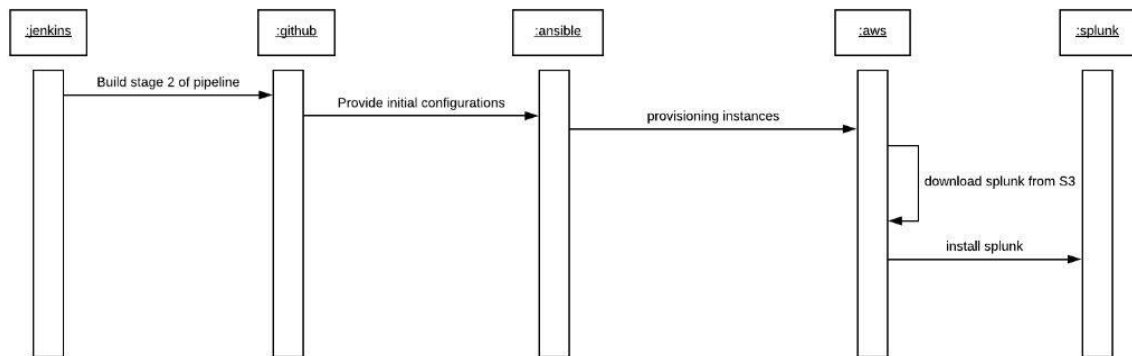 :jenkins
:github
:ansible
:aws
:splunk
Build stage 2 of pipeline
Provide initial configurations
provisioning instances
download splunk from S3
install splunk